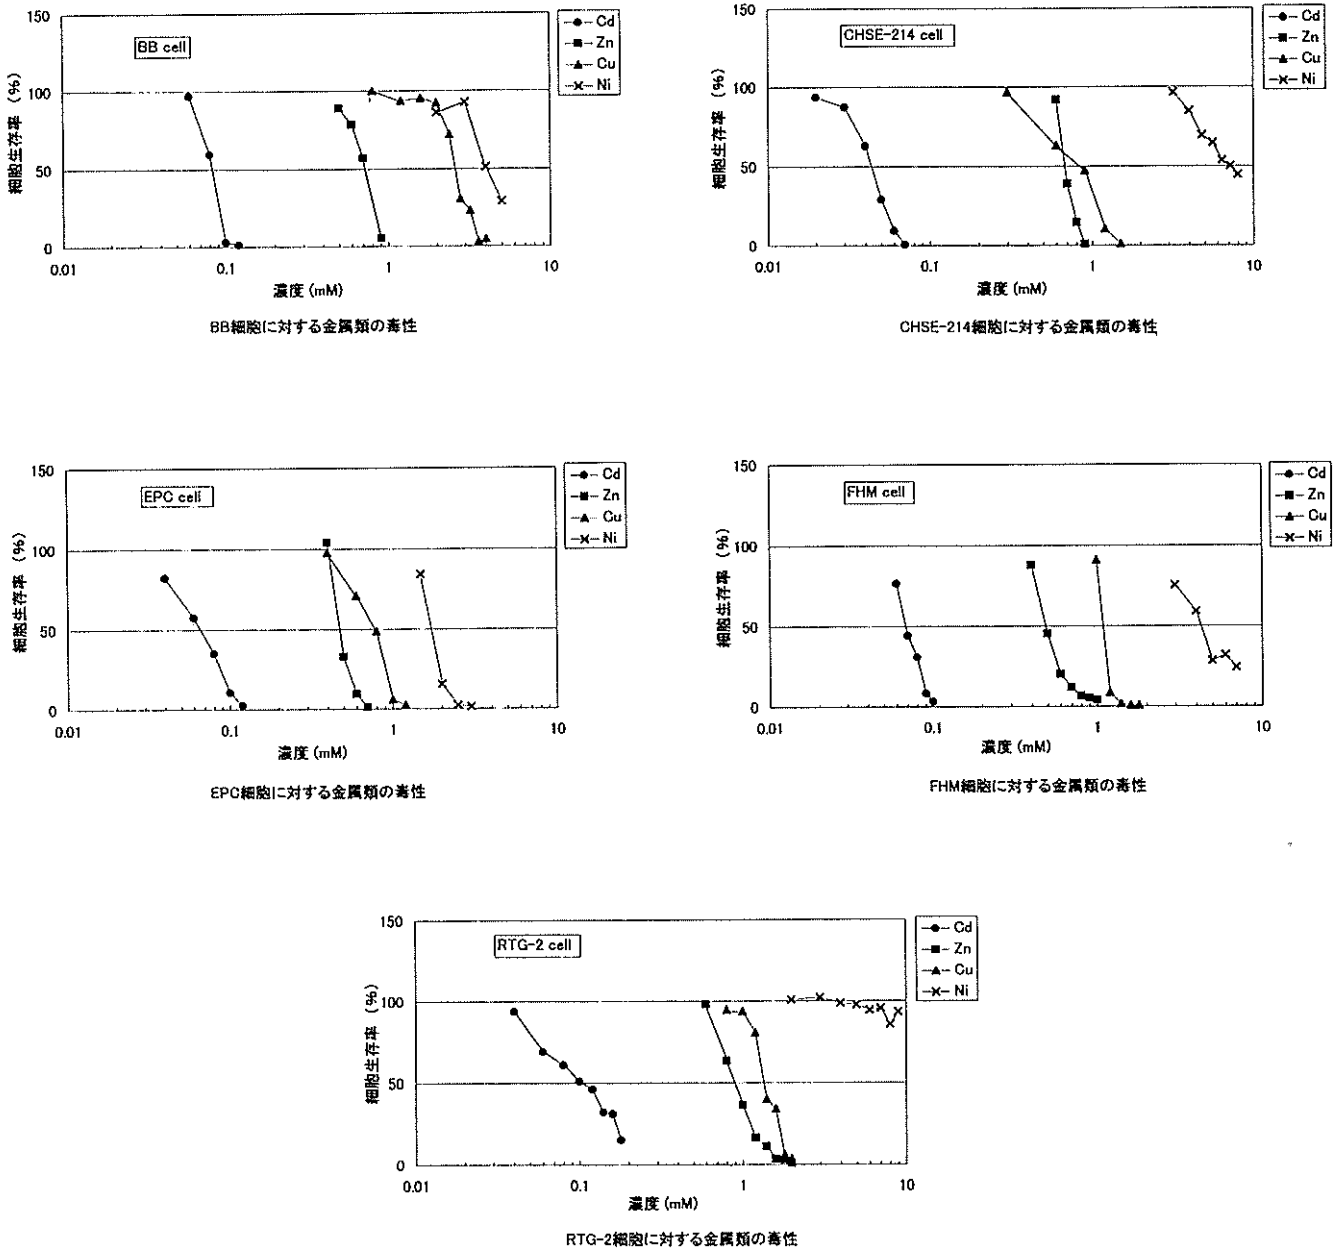 150
100
50
0
細胞生存率 (%)
BB cell
Cd
Zn
Cu
Ni
0.01
0.1
1
10
濃度 (mM)
BB細胞に対する金属類の毒性
150
100
50
0
細胞生存率 (%)
CHSE-214 cell
Cd
Zn
Cu
Ni
0.01
0.1
1
10
濃度 (mM)
CHSE-214細胞に対する金属類の毒性
150
100
50
0
細胞生存率 (%)
EPC cell
Cd
Zn
Cu
Ni
0.01
0.1
1
10
濃度 (mM)
EPC細胞に対する金属類の毒性
150
100
50
0
細胞生存率 (%)
FHM cell
Cd
Zn
Cu
Ni
0.01
0.1
1
10
濃度 (mM)
FHM細胞に対する金属類の毒性
150
100
50
0
細胞生存率 (%)
RTG-2 cell
Cd
Zn
Cu
Ni
0.01
0.1
1
10
濃度 (mM)
RTG-2細胞に対する金属類の毒性